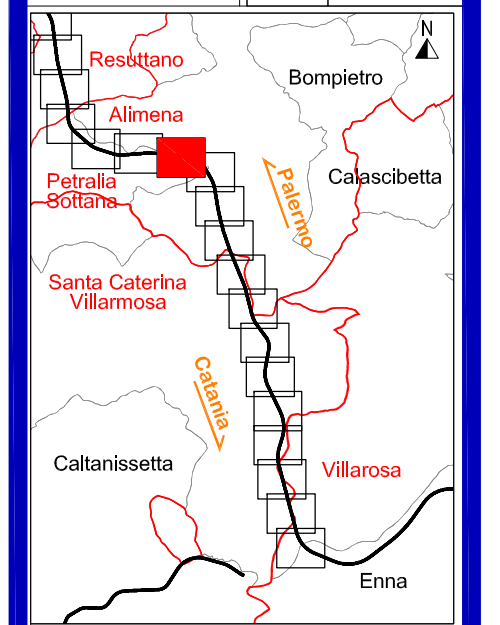 N
Resuttano
Bompietro
Alimena
Palermo
Calascibetta
Petralia
Sottana
Santa Caterina
Villarmosa
Catania
Caltanissetta
Villarosa
Enna